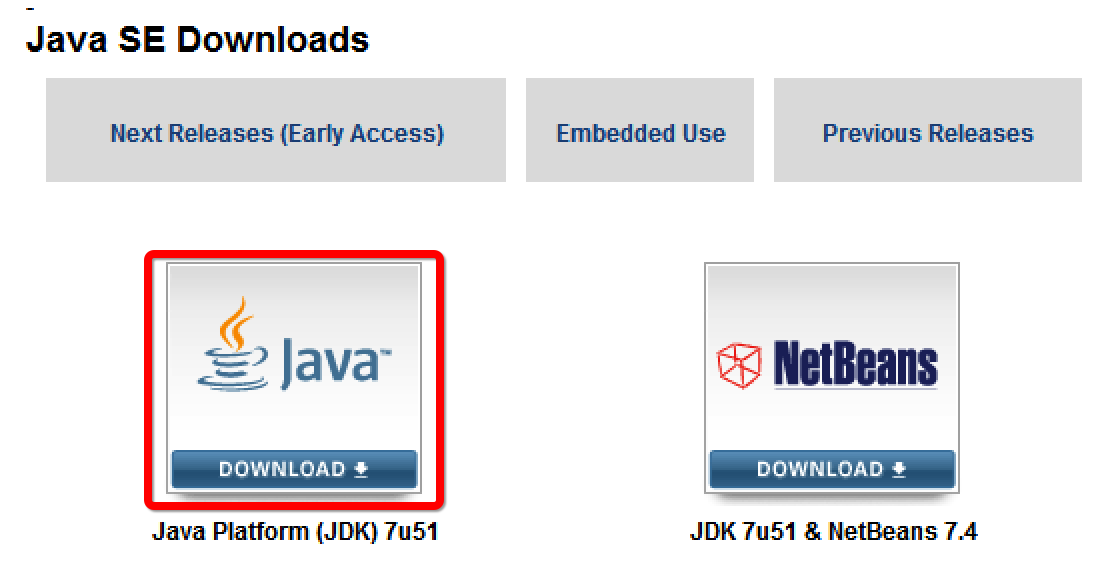 Java SE Downloads
Next Releases (Early Access)
Embedded Use
Previous Releases
Java™
NetBeans
DOWNLOAD
DOWNLOAD
Java Platform (JDK) 7u51
JDK 7u51 & NetBeans 7.4